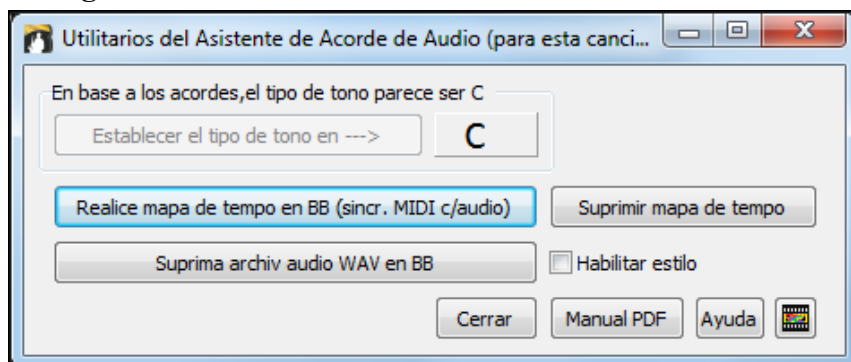 Utilitarios del Asistente de Acorde de Audio (para esta canci...
En base a los acordes,el tipo de tono parece ser C
Establecer el tipo de tono en ---> C
Realice mapa de tempo en BB (sincr. MIDI c/audio) Suprimir mapa de tempo
Suprima archiv audio WAV en BB Habilitar estilo
Cerrar Manual PDF Ayuda